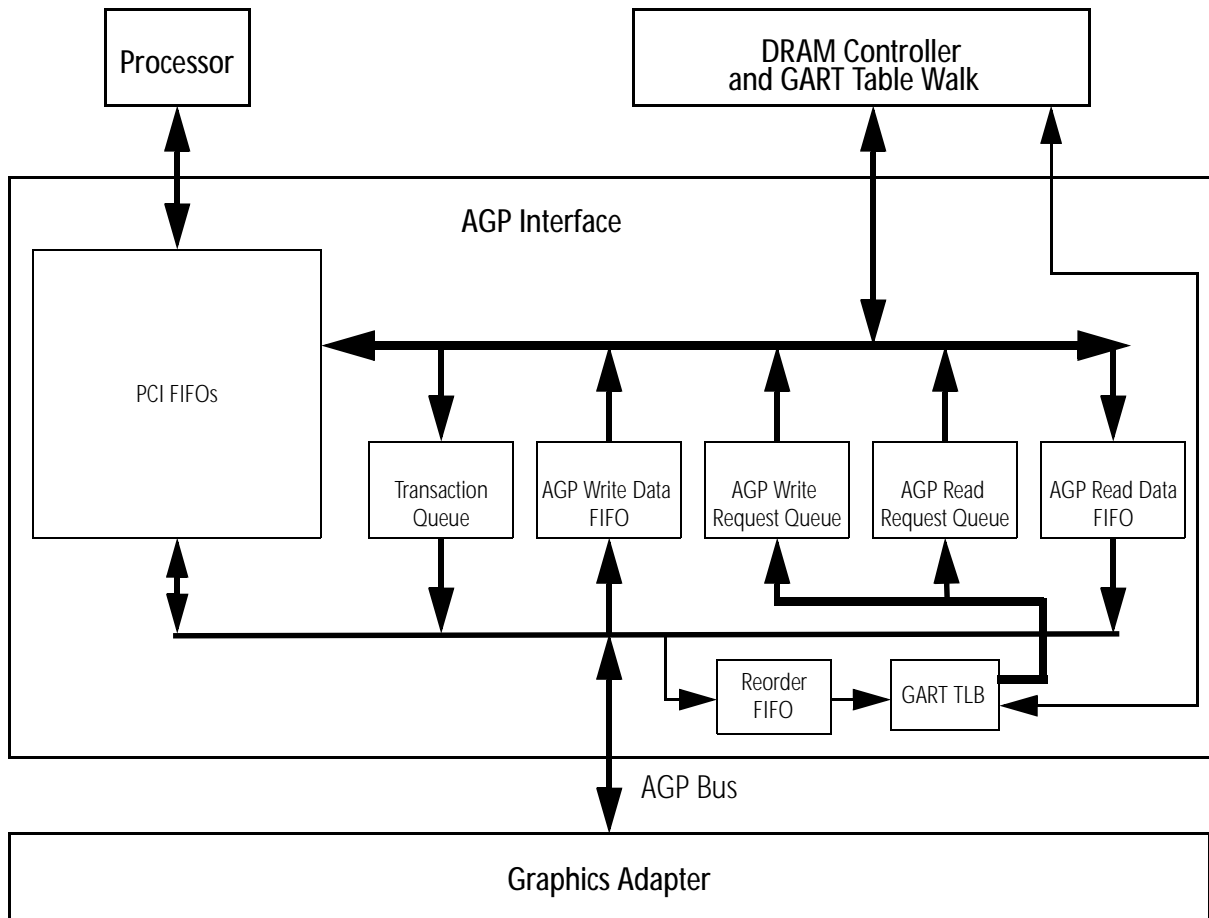 Processor
DRAM Controller
and GART Table Walk
AGP Interface
PCI FIFOs
Transaction
Queue
AGP Write Data
FIFO
AGP Write
Request Queue
AGP Read
Request Queue
AGP Read Data
FIFO
Reorder
FIFO
GART TLB
AGP Bus
Graphics Adapter